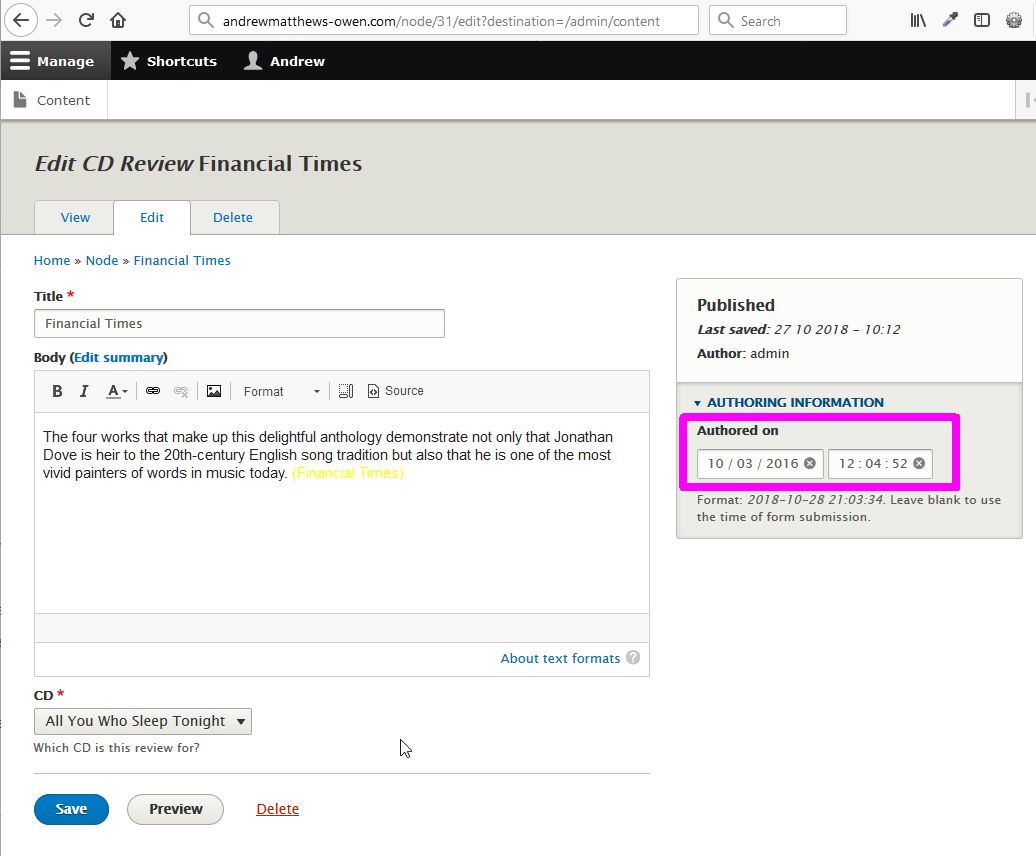 andrewmatthews-owen.com/node/31/edit?destination=/admin/content
Search
Manage
Shortcuts
Andrew
Content
Edit CD Review Financial Times
View
Edit
Delete
Home » Node » Financial Times
Title *
Financial Times
Body (Edit summary)
B I A Format Source
The four works that make up this delightful anthology demonstrate not only that Jonathan
Dove is heir to the 20th-century English song tradition but also that he is one of the most
vivid painters of words in music today. (Financial Times)
About text formats ?
CD *
All You Who Sleep Tonight
Which CD is this review for?
Save
Preview
Delete
Published
Last saved: 27 10 2018 - 10:12
Author: admin
AUTHORING INFORMATION
Authored on
10 / 03 / 2016
12 : 04 : 52
Format: 2018-10-28 21:03:34. Leave blank to use
the time of form submission.